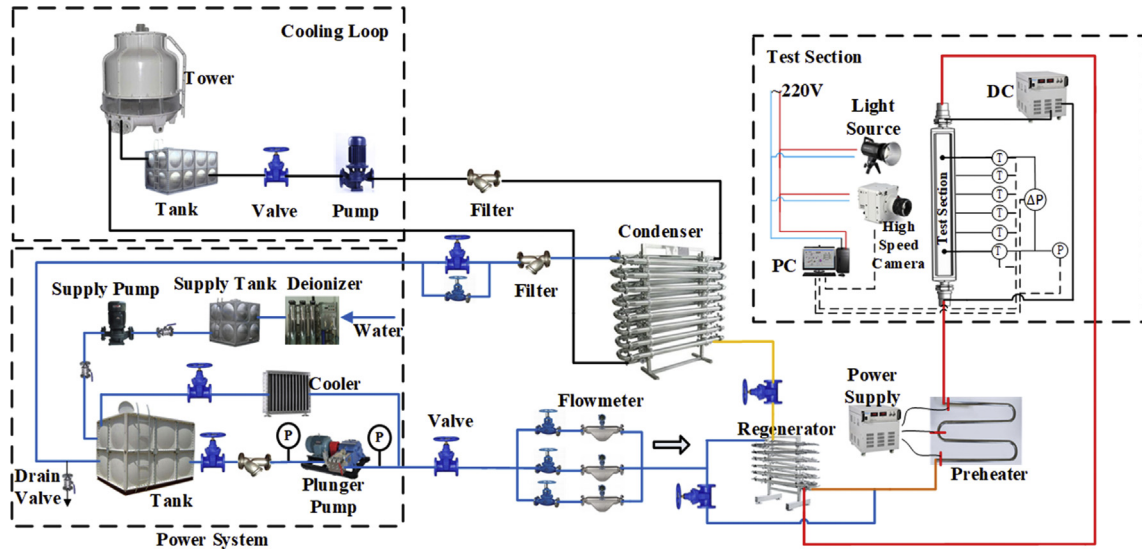 Cooling Loop
Tower
Tank
Valve
Pump
Filter
Test Section
220V
Light
Source
DC
High
Speed
Camera
PC
Test Section
T
T
T
T
T
T
ΔP
P
Condenser
Filter
Supply Pump
Supply Tank
Deionizer
Water
Cooler
P
P
Tank
Plunger
Pump
Drain
Valve
Power System
Valve
Flowmeter
Regenerator
Power
Supply
Preheater